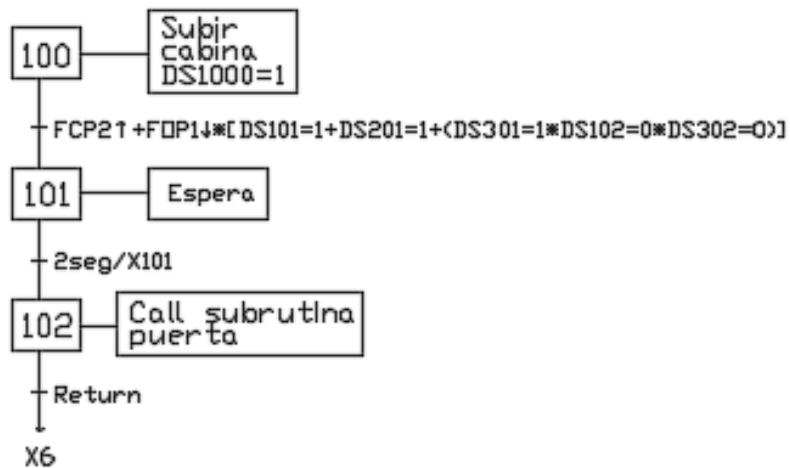 100
Subir
cabina
DS1000=1
FCP2↑+FOP1↓*[DS101=1+DS201=1+(DS301=1*DS102=0*DS302=0)]
101
Espera
2seg/X101
102
Call subrutIna
puerta
Return
X6